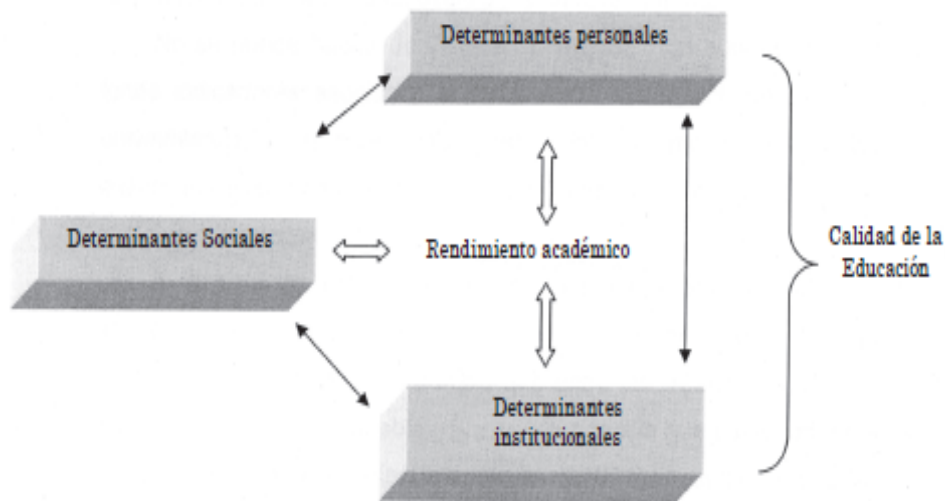 Determinantes personales
Determinantes Sociales
Rendimiento académico
Calidad de la
Educación
Determinantes
institucionales